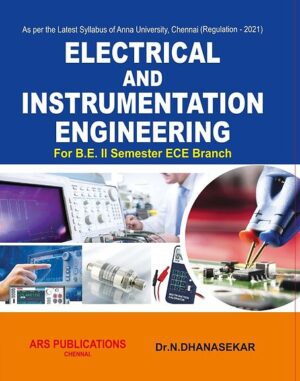 As per the Latest Syllabus of Anna University, Chennai (Regulation - 2021)
ELECTRICAL
AND
INSTRUMENTATION
ENGINEERING
For B.E. II Semester ECE Branch
ARS PUBLICATIONS
CHENNAI
Dr.N.DHANASEKAR